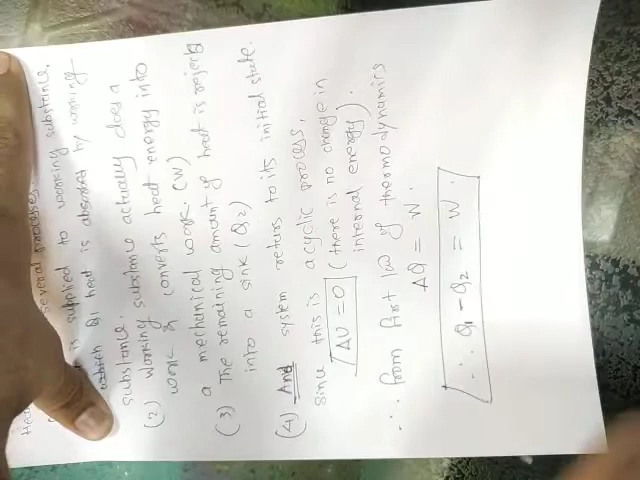 several processes
is supplied to working substance.
which Q1 heat is absorbed by working
substance.
(2) Working substance actually does a
work & converts heat energy into
a mechanical work. (W)
(3) The remaining amount of heat is rejects
into a sink (Q2)
(4) And system returs to its initial state.
since this is a cyclic process,
ΔU = 0 (there is no change in
internal energy).
∴ from first law of thermodynamics
ΔQ = W.
∴ Q1 - Q2 = W.